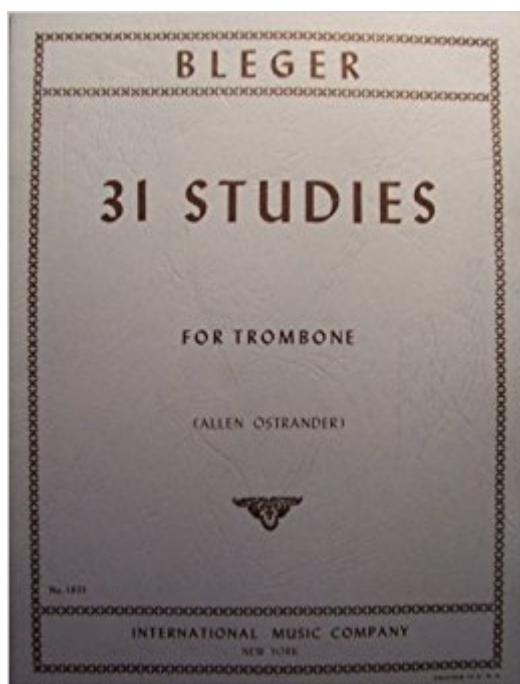 BLEGER
31 STUDIES
FOR TROMBONE
(ALLEN OSTRANDER)
INTERNATIONAL MUSIC COMPANY
NEW YORK